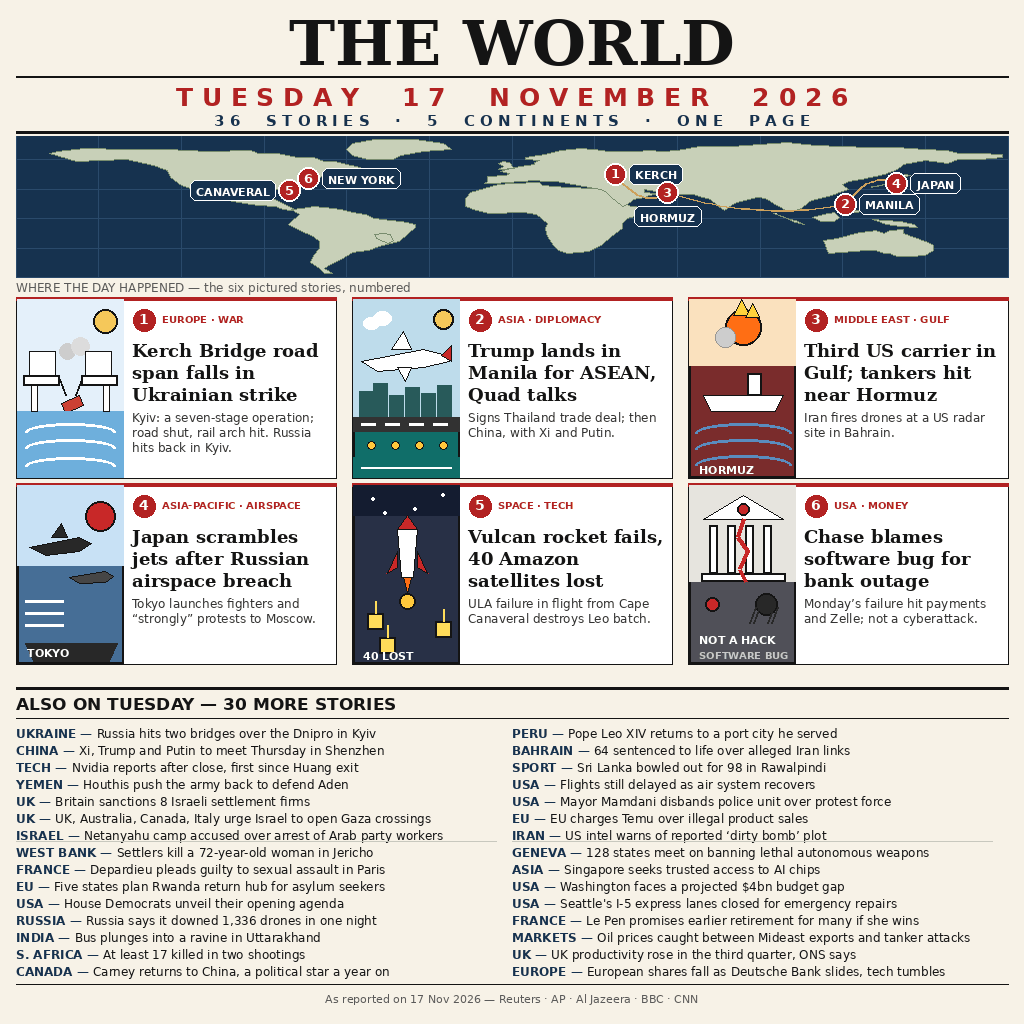 THE WORLD
TUESDAY 17 NOVEMBER 2026
36 STORIES · 5 CONTINENTS · ONE PAGE
CANAVERAL
5
6
NEW YORK
1
KERCH
3
HORMUZ
2
MANILA
4
JAPAN
WHERE THE DAY HAPPENED — the six pictured stories, numbered
1 EUROPE · WAR
Kerch Bridge road
span falls in
Ukrainian strike
Kyiv: a seven-stage operation;
road shut, rail arch hit. Russia
hits back in Kyiv.
2 ASIA · DIPLOMACY
Trump lands in
Manila for ASEAN,
Quad talks
Signs Thailand trade deal; then
China, with Xi and Putin.
HORMUZ
3 MIDDLE EAST · GULF
Third US carrier in
Gulf; tankers hit
near Hormuz
Iran fires drones at a US radar
site in Bahrain.
TOKYO
4 ASIA-PACIFIC · AIRSPACE
Japan scrambles
jets after Russian
airspace breach
Tokyo launches fighters and
“strongly” protests to Moscow.
40 LOST
5 SPACE · TECH
Vulcan rocket fails,
40 Amazon
satellites lost
ULA failure in flight from Cape
Canaveral destroys Leo batch.
NOT A HACK
SOFTWARE BUG
6 USA · MONEY
Chase blames
software bug for
bank outage
Monday’s failure hit payments
and Zelle; not a cyberattack.
ALSO ON TUESDAY — 30 MORE STORIES
UKRAINE — Russia hits two bridges over the Dnipro in Kyiv
CHINA — Xi, Trump and Putin to meet Thursday in Shenzhen
TECH — Nvidia reports after close, first since Huang exit
YEMEN — Houthis push the army back to defend Aden
UK — Britain sanctions 8 Israeli settlement firms
UK — UK, Australia, Canada, Italy urge Israel to open Gaza crossings
ISRAEL — Netanyahu camp accused over arrest of Arab party workers
WEST BANK — Settlers kill a 72-year-old woman in Jericho
FRANCE — Depardieu pleads guilty to sexual assault in Paris
EU — Five states plan Rwanda return hub for asylum seekers
USA — House Democrats unveil their opening agenda
RUSSIA — Russia says it downed 1,336 drones in one night
INDIA — Bus plunges into a ravine in Uttarakhand
S. AFRICA — At least 17 killed in two shootings
CANADA — Carney returns to China, a political star a year on
PERU — Pope Leo XIV returns to a port city he served
BAHRAIN — 64 sentenced to life over alleged Iran links
SPORT — Sri Lanka bowled out for 98 in Rawalpindi
USA — Flights still delayed as air system recovers
USA — Mayor Mamdani disbands police unit over protest force
EU — EU charges Temu over illegal product sales
IRAN — US intel warns of reported ‘dirty bomb’ plot
GENEVA — 128 states meet on banning lethal autonomous weapons
ASIA — Singapore seeks trusted access to AI chips
USA — Washington faces a projected $4bn budget gap
USA — Seattle's I-5 express lanes closed for emergency repairs
FRANCE — Le Pen promises earlier retirement for many if she wins
MARKETS — Oil prices caught between Mideast exports and tanker attacks
UK — UK productivity rose in the third quarter, ONS says
EUROPE — European shares fall as Deutsche Bank slides, tech tumbles
As reported on 17 Nov 2026 — Reuters · AP · Al Jazeera · BBC · CNN